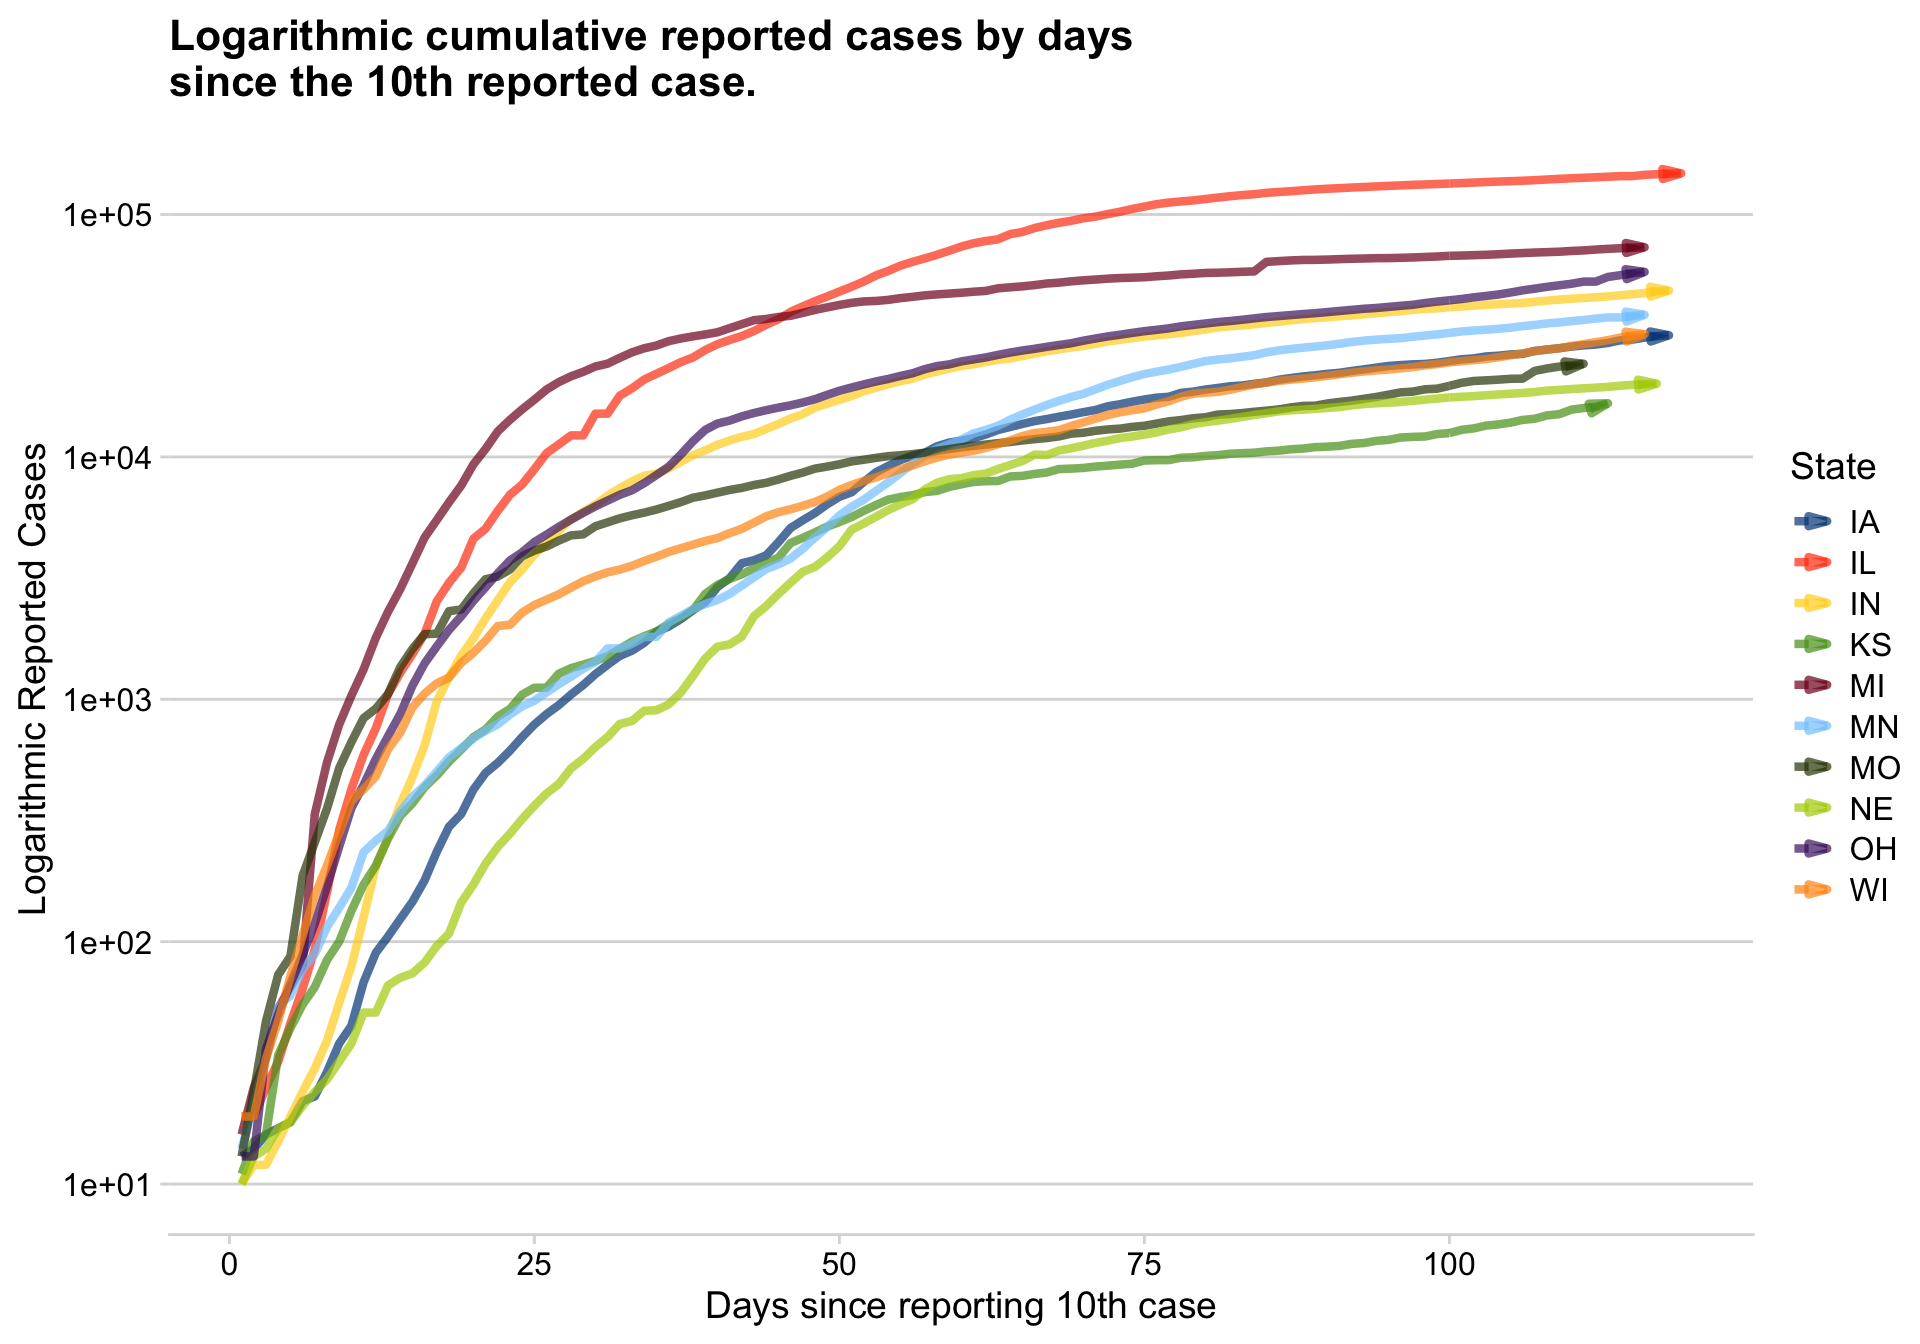 Logarithmic cumulative reported cases by days
since the 10th reported case.
Logarithmic Reported Cases
1e+05
1e+04
1e+03
1e+02
1e+01
0 25 50 75 100
Days since reporting 10th case
State
IA
IL
IN
KS
MI
MN
MO
NE
OH
WI